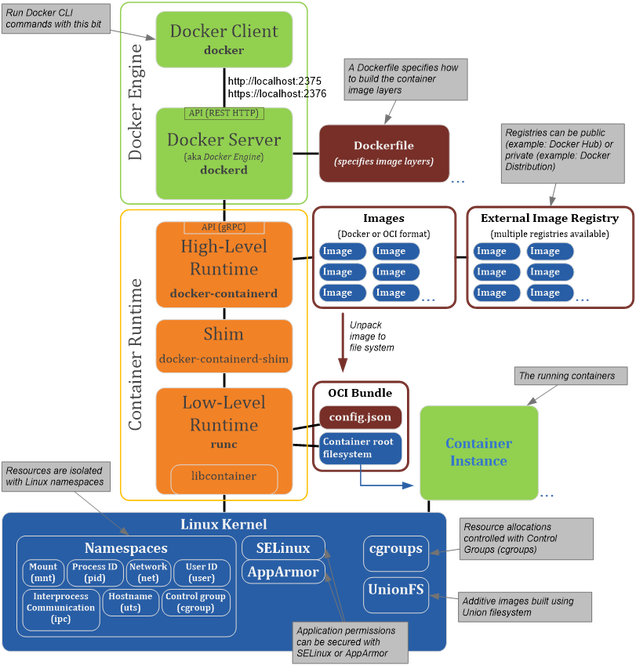 Run Docker CLI
commands with this bit
Docker Engine
Docker Client
docker
http://localhost:2375
https://localhost:2376
API (REST HTTP)
Docker Server
(aka Docker Engine)
dockerd
A Dockerfile specifies how
to build the container
image layers
Dockerfile
(specifies image layers)
...
Registries can be public
(example: Docker Hub) or
private (example: Docker
Distribution)
Container Runtime
API (gRPC)
High-Level
Runtime
docker-containerd
Images
(Docker or OCI format)
Image Image
Image Image
Image Image
...
External Image Registry
(multiple registries available)
Image Image
Image Image
Image Image
...
Unpack
image to
file system
Shim
docker-containerd-shim
Low-Level
Runtime
runc
libcontainer
OCI Bundle
config.json
Container root
filesystem
The running containers
Container
Instance
...
Resources are isolated
with Linux namespaces
Linux Kernel
Namespaces
Mount
(mnt)
Process ID
(pid)
Network
(net)
User ID
(user)
Interprocess
Communication
(ipc)
Hostname
(uts)
Control group
(cgroup)
SELinux
AppArmor
cgroups
UnionFS
Resource allocations
controlled with Control
Groups (cgroups)
Additive images built using
Union filesystem
Application permissions
can be secured with
SELinux or AppArmor